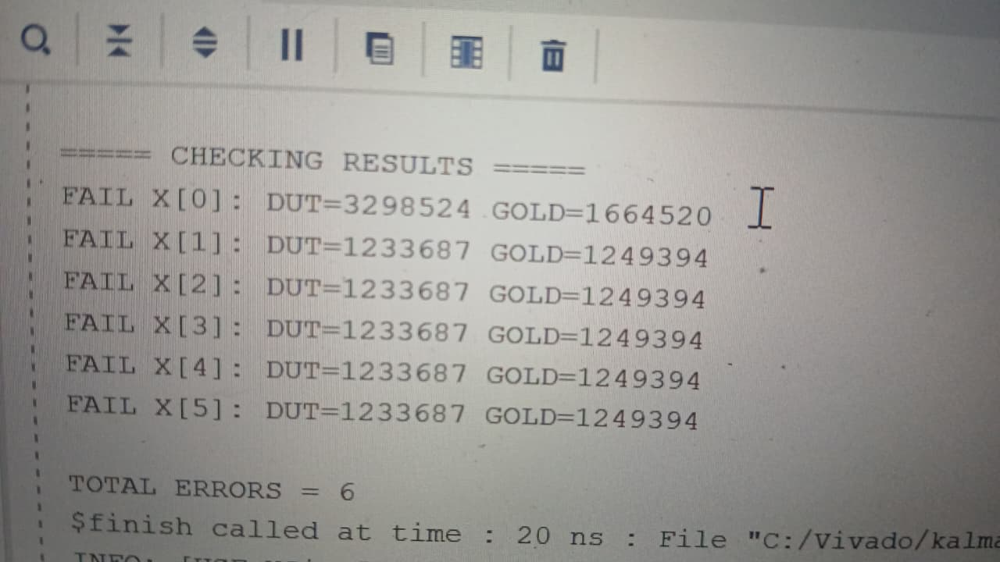 ===== CHECKING RESULTS =====
FAIL X[0]: DUT=3298524 GOLD=1664520
FAIL X[1]: DUT=1233687 GOLD=1249394
FAIL X[2]: DUT=1233687 GOLD=1249394
FAIL X[3]: DUT=1233687 GOLD=1249394
FAIL X[4]: DUT=1233687 GOLD=1249394
FAIL X[5]: DUT=1233687 GOLD=1249394
TOTAL ERRORS = 6
$finish called at time : 20 ns : File "C:/Vivado/kalma
INFO: